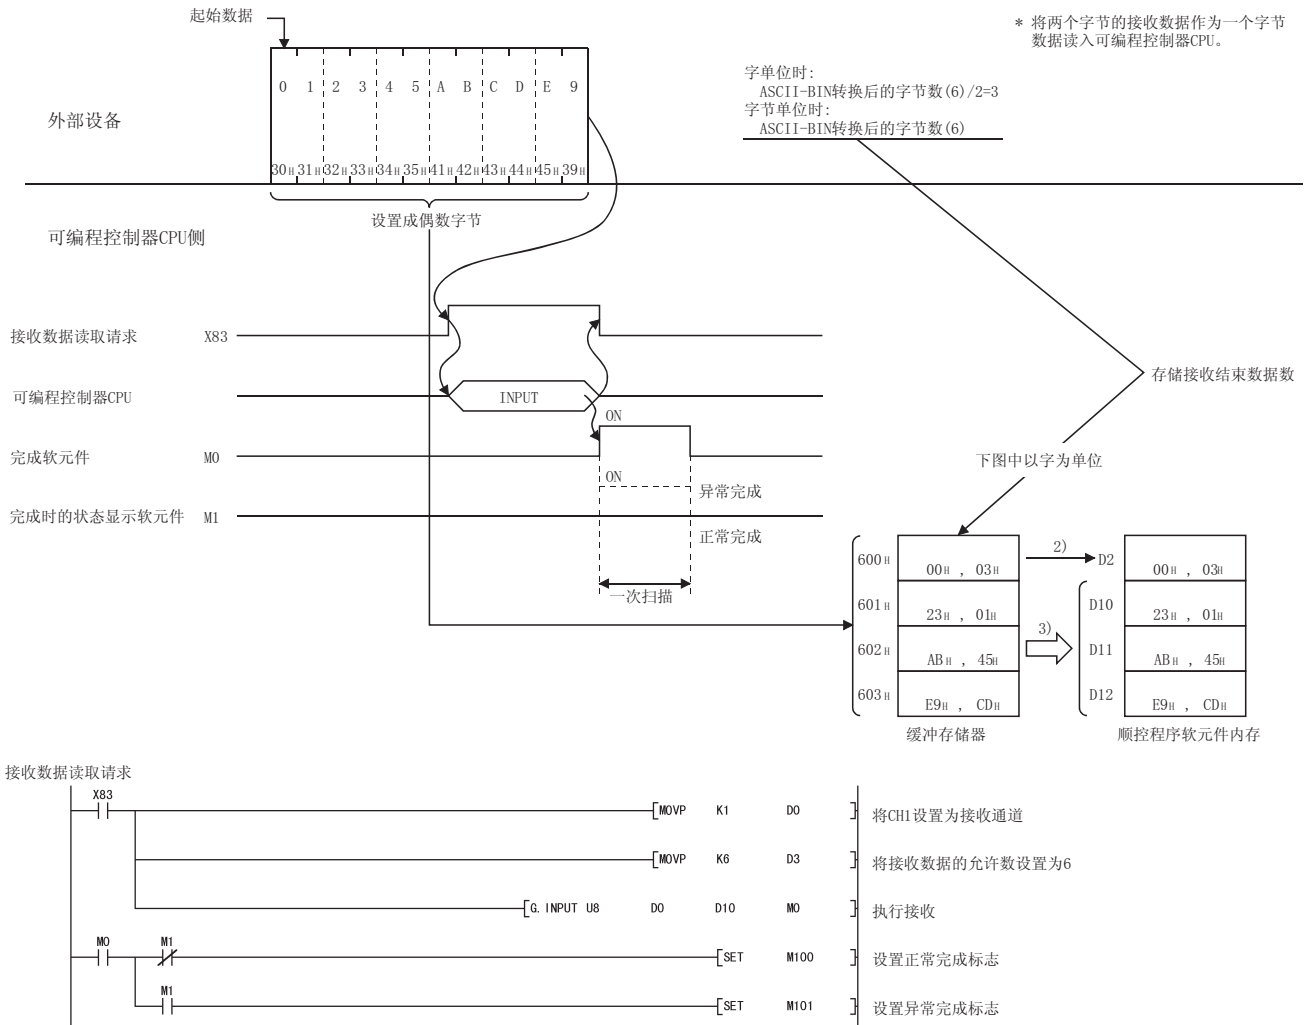 起始数据
* 将两个字节的接收数据作为一个字节
数据读入可编程控制器CPU。
字单位时:
ASCII-BIN转换后的字节数(6)/2=3
字节单位时:
ASCII-BIN转换后的字节数(6)
0 1 2 3 4 5 A B C D E 9
外部设备
30H 31H 32H 33H 34H 35H 41H 42H 43H 44H 45H 39H
设置成偶数字节
可编程控制器CPU侧
接收数据读取请求 X83
存储接收结束数据数
可编程控制器CPU INPUT
ON
完成软元件 M0
下图中以字为单位
ON
异常完成
完成时的状态显示软元件 M1
正常完成
一次扫描
600H 00H , 03H 2) D2 00H , 03H
601H 23H , 01H D10 23H , 01H
3)
602H ABH , 45H D11 ABH , 45H
603H E9H , CDH D12 E9H , CDH
缓冲存储器 顺控程序软元件内存
接收数据读取请求
X83
MOVP K1 D0 将CH1设置为接收通道
MOVP K6 D3 将接收数据的允许数设置为6
G.INPUT U8 D0 D10 M0 执行接收
M0 M1
SET M100 设置正常完成标志
M1
SET M101 设置异常完成标志